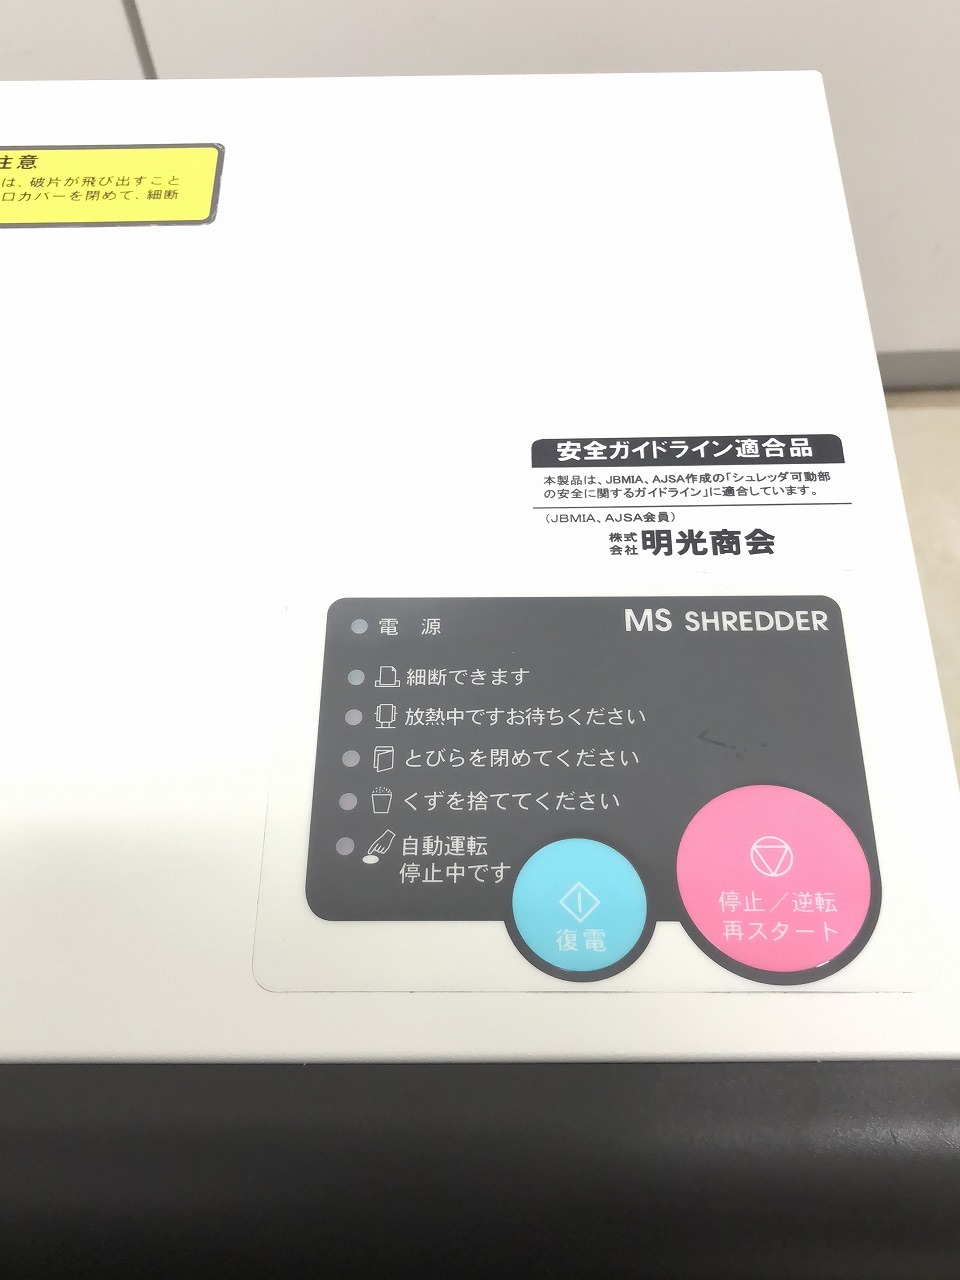 注意
は、破片が飛び出すこと
口カバーを閉めて、細断
安全ガイドライン適合品
本製品は、JBMIA、AJSA作成の「シュレッダ可動部
の安全に関するガイドライン」に適合しています。
(JBMIA、AJSA会員)
株式会社 明光商会
MS SHREDDER
電 源
細断できます
放熱中ですお待ちください
とびらを閉めてください
くずを捨ててください
自動運転
停止中です
復電
停止/逆転
再スタート